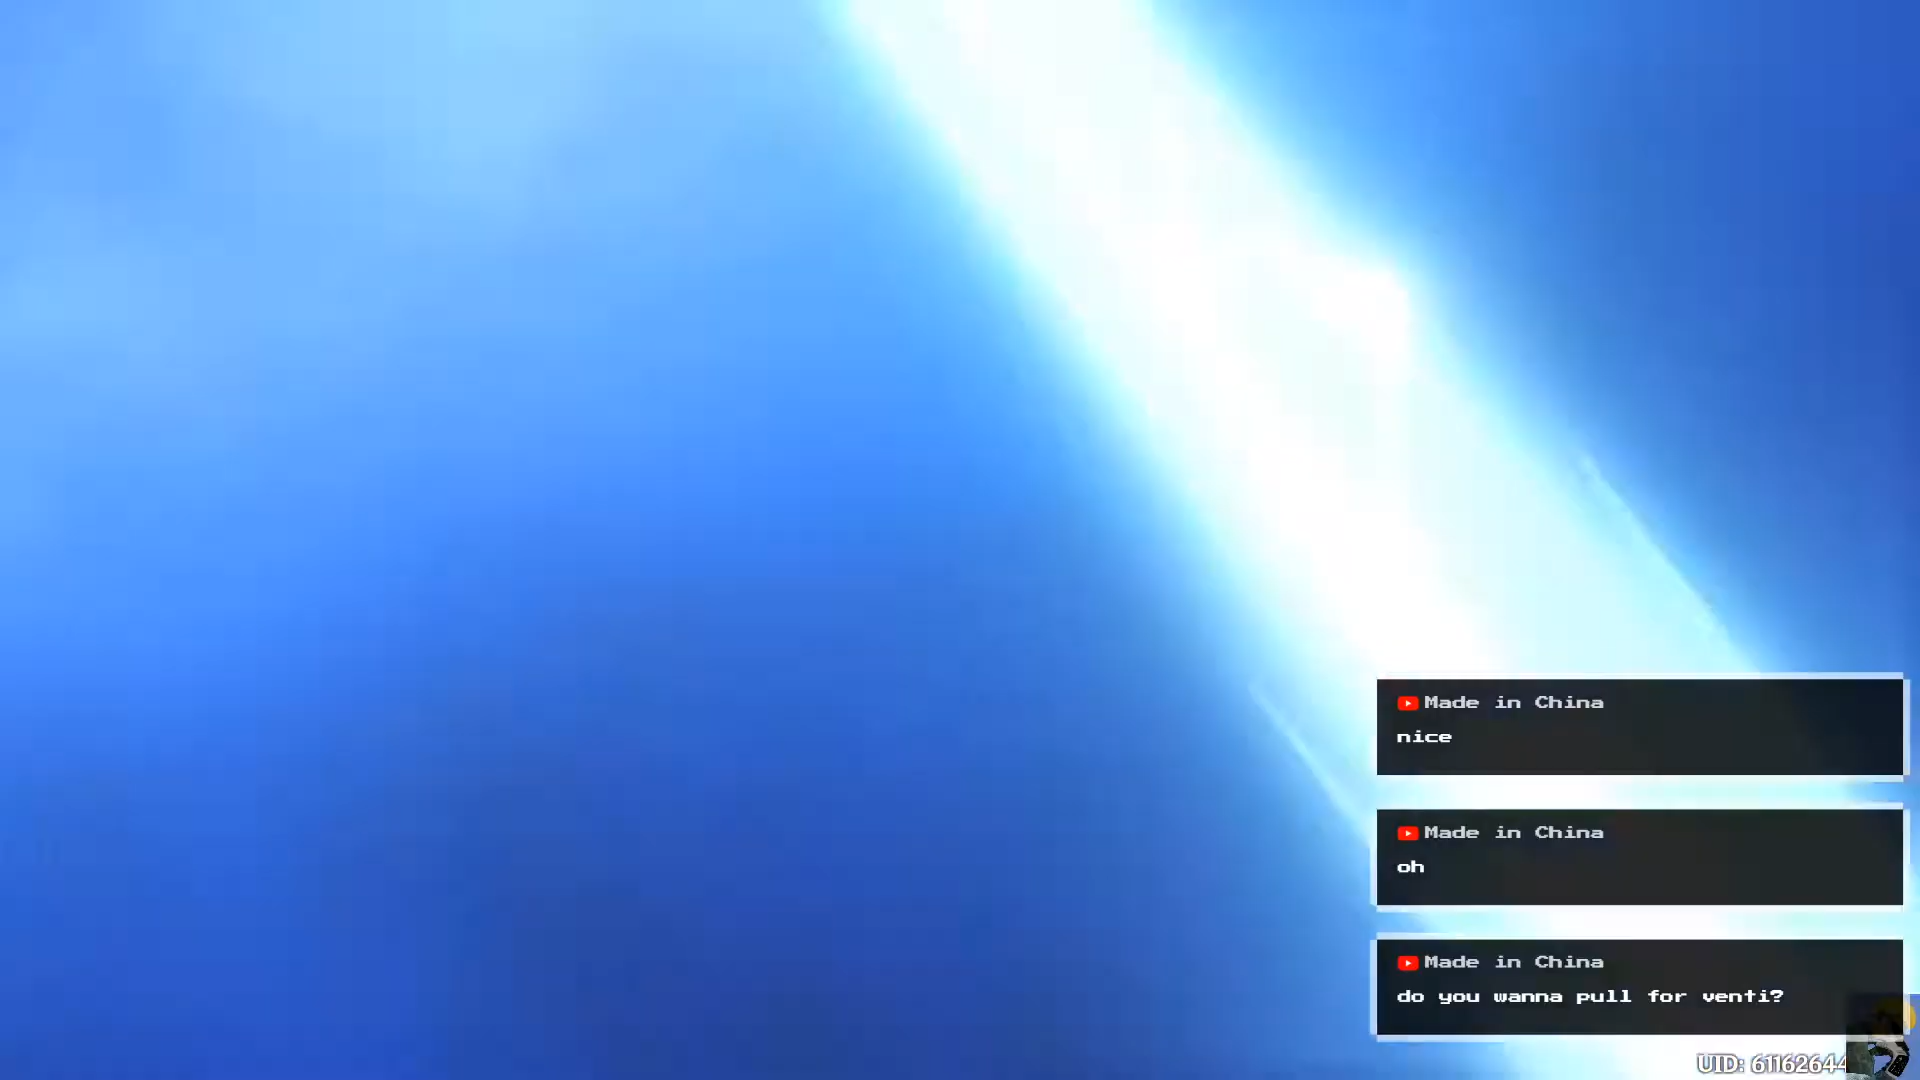 Made in China
nice
Made in China
oh
Made in China
do you wanna pull for venti?
UID: 61162644